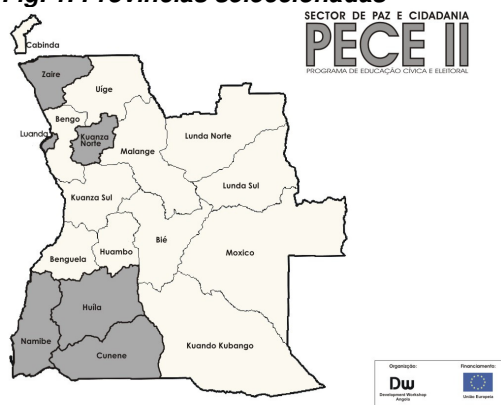 Fig. 1. Províncias seleccionadas
SECTOR DE PAZ E CIDADANIA
PECE II
PROGRAMA DE EDUCAÇÃO CÍVICA E ELEITORAL
Cabinda
Zaire
Uíge
Bengo
Luanda
Kuanza
Norte
Malange
Lunda Norte
Lunda Sul
Kuanza Sul
Bié
Huambo
Benguela
Moxico
Huíla
Namibe
Cunene
Kuando Kubango
Organização:
Financiamento:
Dw
Development Workshop
Angola
União Europeia